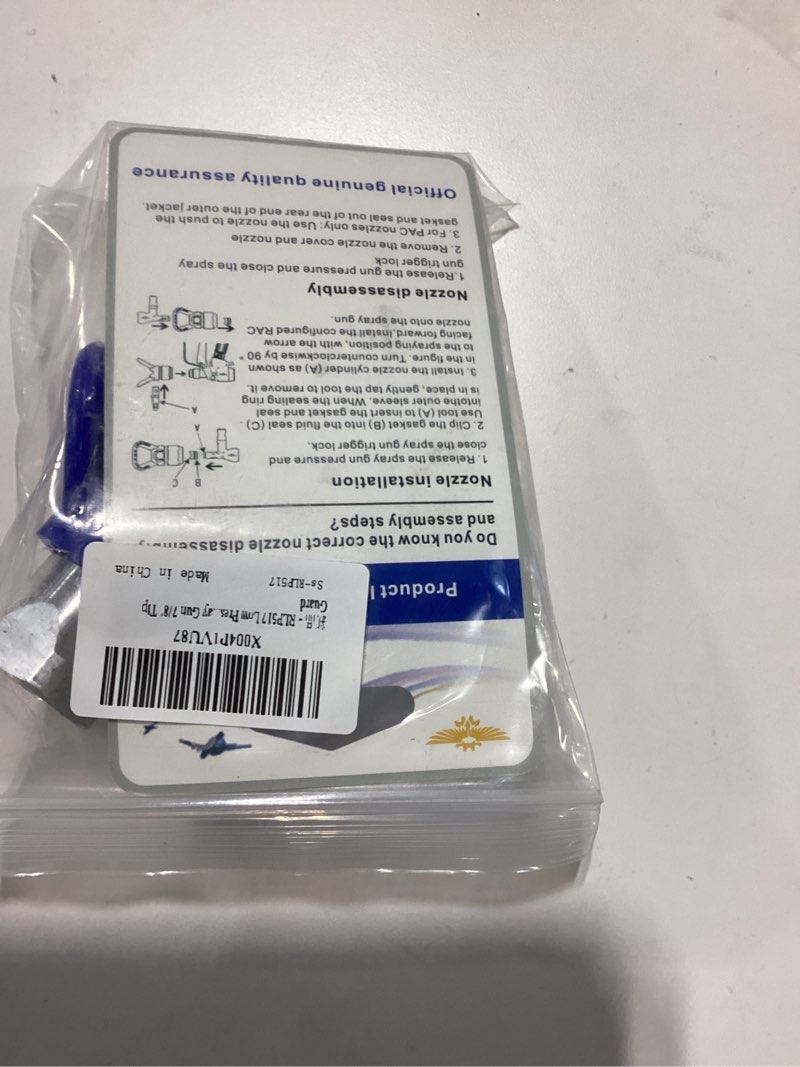 Product
Do you know the correct nozzle
and assembly steps?
Nozzle installation
1. Release the spray gun pressure and
close the spray gun trigger lock.
2. Clip the gasket (B) into the fluid seal (C) .
Use tool (A) to insert the gasket and seal
intothe outer sleeve. When the sealing ring
is in place, gently tap the tool to remove it.
3. Install the nozzle cylinder (A) as shown
in the figure. Turn counterclockwise by 90 °
to the spraying position, with the arrow
facing forward,install the configured RAC
nozzle onto the spray gun.
B
C
A
A
Nozzle disassembly
1.Release the gun pressure and close the spray
gun trigger lock
2. Remove the nozzle cover and nozzle
3. For PAC nozzles only: Use the nozzle to push the
gasket and seal out of the rear end of the outer jacket.
Official genuine quality assurance
X004P1VU87
- RLP517 Low Pres...ay Gun 7/8" Tip
Guard
Ss-RLP517
Made in China